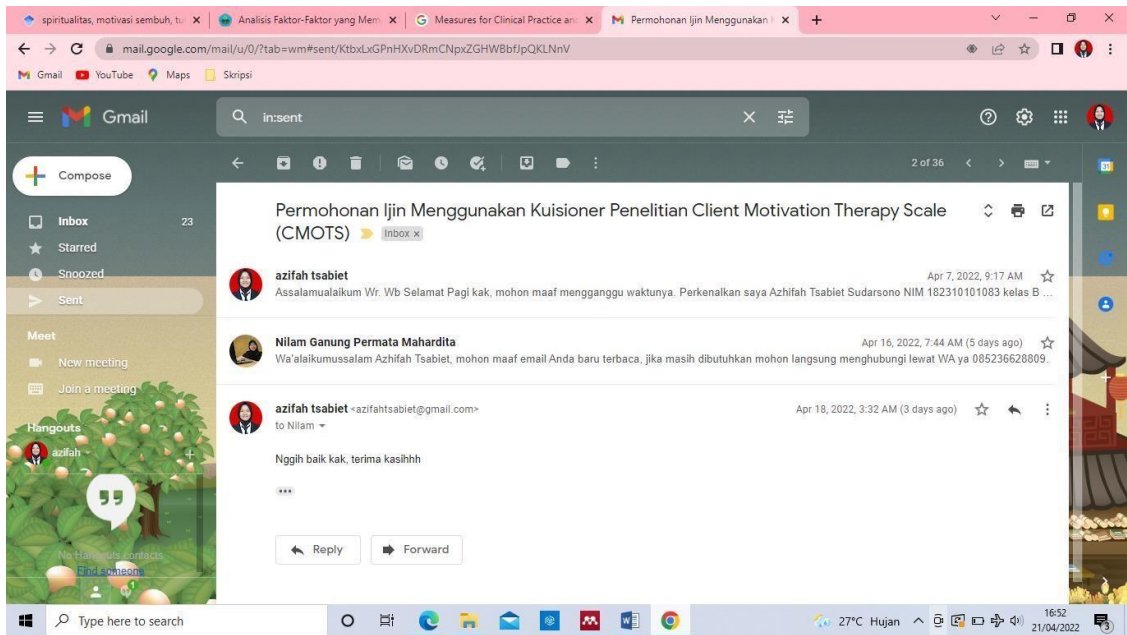 spiritualitas, motivasi sembuh, tu
Analisis Faktor-Faktor yang Mem
Measures for Clinical Practice an
Permohonan Ijin Menggunakan
mail.google.com/mail/u/0/?tab=wm#sent/KtbxLxGPnHXvDRmCNpxZGHWBbfJpQKLNnV
Gmail YouTube Maps Skripsi
Gmail
in:sent
Compose
2 of 36
Inbox 23
Starred
Snoozed
Sent
Meet
New meeting
Join a meeting
Hangouts
azifah
No Hangouts contacts
Find someone
Permohonan Ijin Menggunakan Kuisioner Penelitian Client Motivation Therapy Scale
(CMOTS) Inbox x
azifah tsabiet Apr 7, 2022, 9:17 AM
Assalamualaikum Wr. Wb Selamat Pagi kak, mohon maaf mengganggu waktunya. Perkenalkan saya Azhifah Tsabiet Sudarsono NIM 182310101083 kelas B ...
Nilam Ganung Permata Mahardita Apr 16, 2022, 7:44 AM (5 days ago)
Wa'alaikumussalam Azhifah Tsabiet, mohon maaf email Anda baru terbaca, jika masih dibutuhkan mohon langsung menghubungi lewat WA ya 085236628809.
azifah tsabiet <azifahtsabiet@gmail.com> Apr 18, 2022, 3:32 AM (3 days ago)
to Nilam
Nggih baik kak, terima kasihhh
...
Reply Forward
31
Type here to search
27°C Hujan
16:52
21/04/2022
3